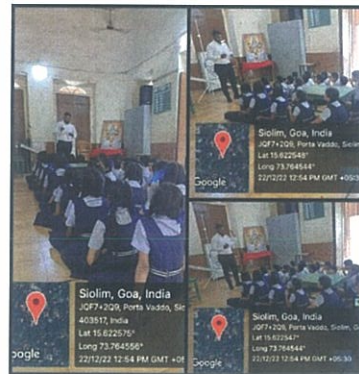 Siolim, Goa, India
JQF7+2Q9, Porta Vaddo, Sio
403517, India
Lat 15.622575°
Long 73.764556°
22/12/22 12:54 PM GMT +05
Google
Siolim, Goa, India
JQF7+2Q9, Porta Vaddo, Siolim
Lat 15.622548°
Long 73.764544°
22/12/22 12:54 PM GMT +05:30
Google
Siolim, Goa, India
JQF7+2Q9, Porta Vaddo, Siolim, Go
Lat 15.622547°
Long 73.764544°
22/12/22 12:54 PM GMT +05:30
Google